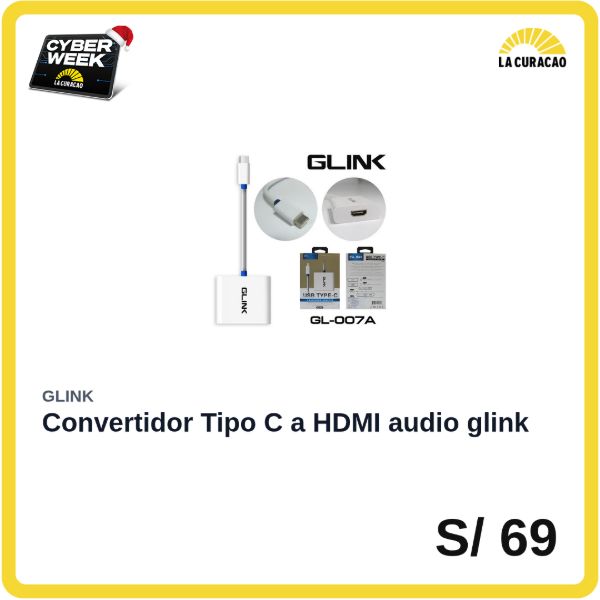 CYBER
WEEK
LA CURACAO
LA CURACAO
GLINK
GLINK
USB TYPE-C
GL-007A
GLINK
Convertidor Tipo C a HDMI audio glink
S/ 69